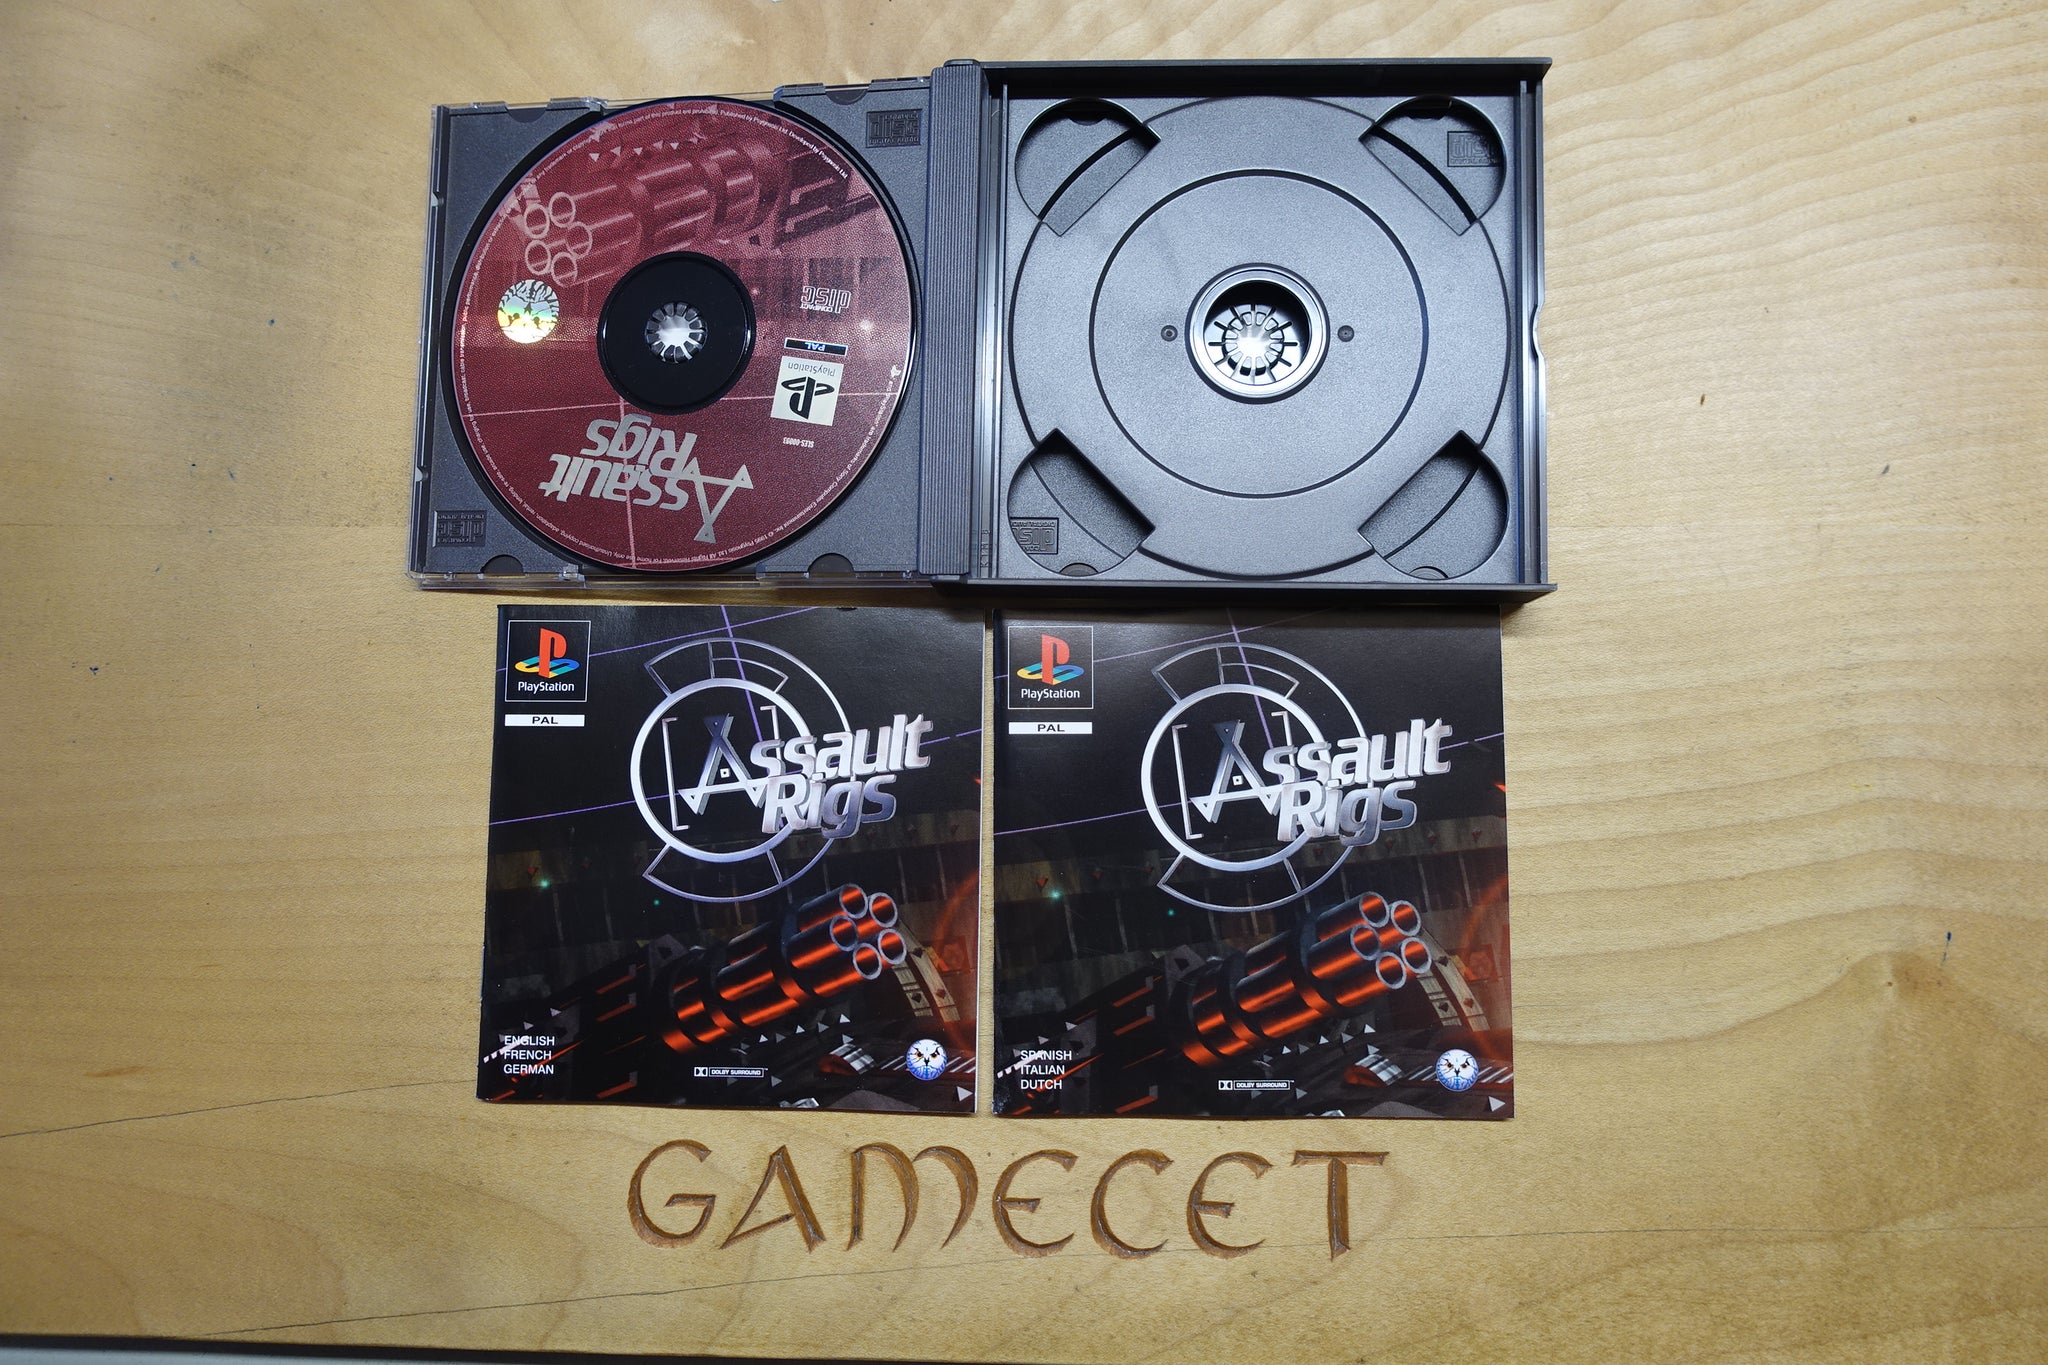 Assault
Rigs
SLES-00093
PlayStation
PAL
COMPACT
disc
PlayStation
PAL
Assault
Rigs
ENGLISH
FRENCH
GERMAN
DOLBY SURROUND
PlayStation
PAL
Assault
Rigs
SPANISH
ITALIAN
DUTCH
DOLBY SURROUND
GAMECET